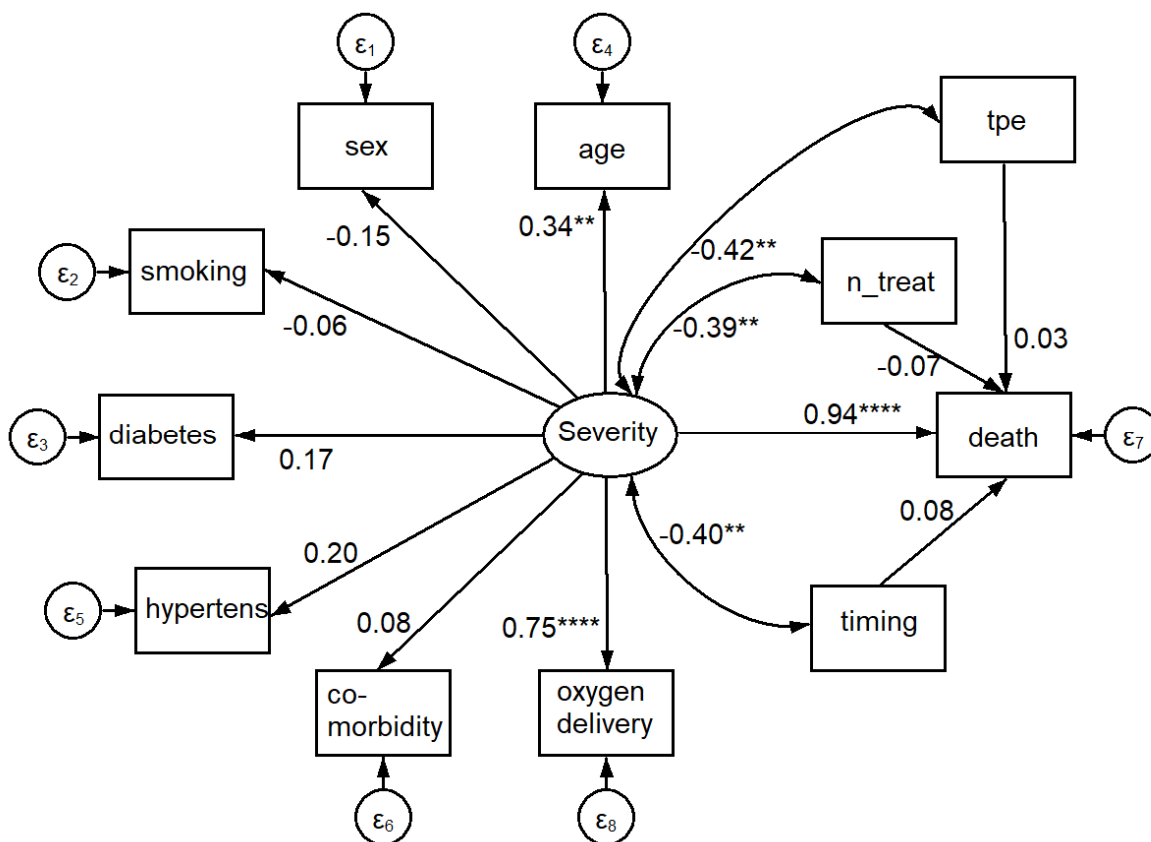 ε₁
ε₄
sex
age
tpe
-0.15
0.34**
-0.42**
ε₂
smoking
n_treat
-0.06
-0.39**
-0.07
0.03
ε₃
diabetes
Severity
0.94****
death
ε₇
0.17
0.08
-0.40**
0.20
ε₅
hypertens
0.08
0.75****
timing
co-
morbidity
oxygen
delivery
ε₆
ε₈